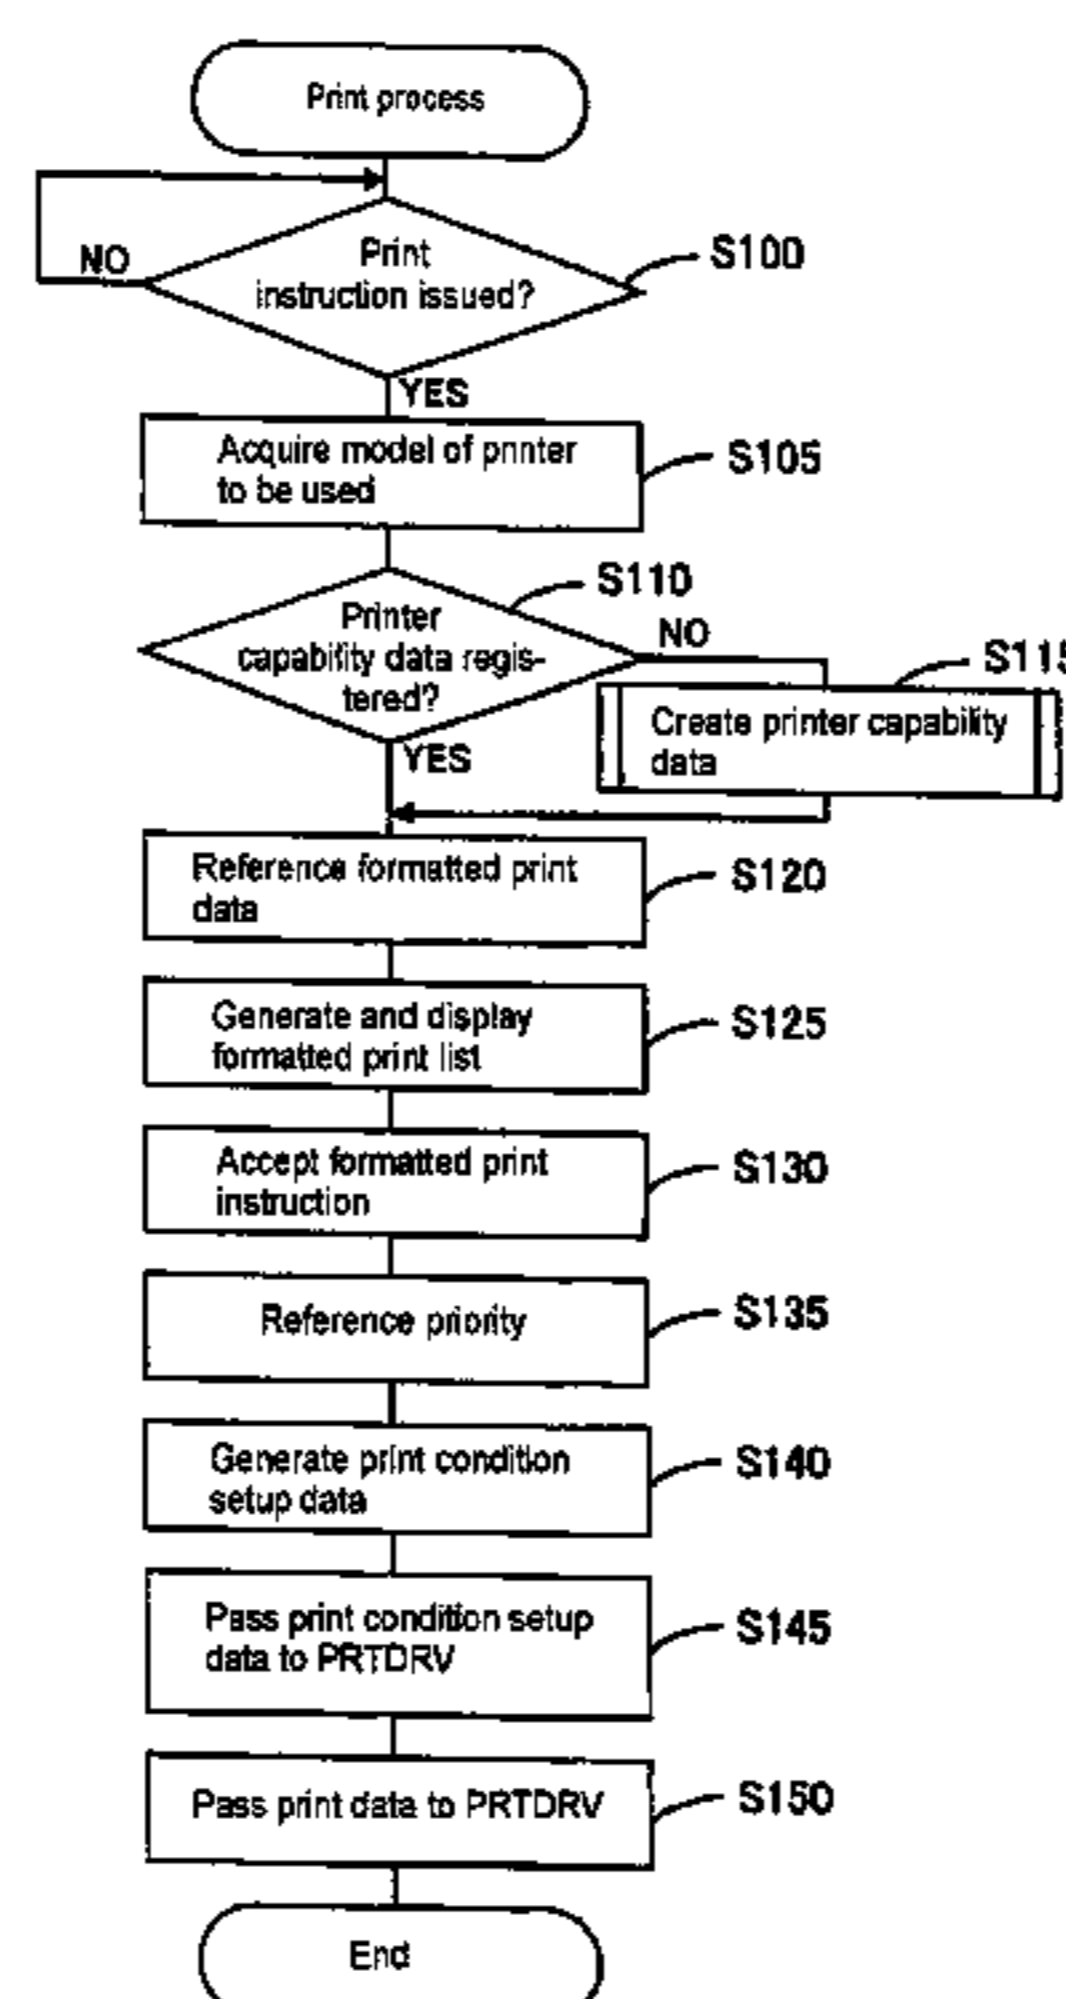 Print process
NO
Print
instruction issued?
S100
YES
Acquire model of printer
to be used
S105
S110
Printer
capability data regis-
tered?
NO
S115
Create printer capability
data
YES
Reference formatted print
data
S120
Generate and display
formatted print list
S125
Accept formatted print
instruction
S130
Reference priority
S135
Generate print condition
setup data
S140
Pass print condition setup
data to PRTDRV
S145
Pass print data to PRTDRV
S150
End